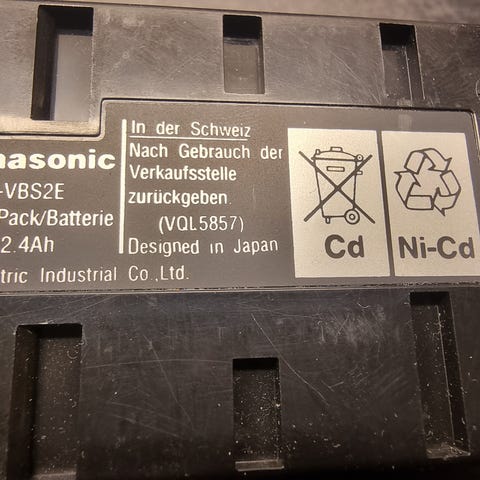 nasonic
-VBS2E
Pack/Batterie
2.4Ah
tric Industrial Co.,Ltd.
In der Schweiz
Nach Gebrauch der
Verkaufsstelle
zurückgeben.
(VQL5857)
Designed in Japan
Cd
Ni-Cd